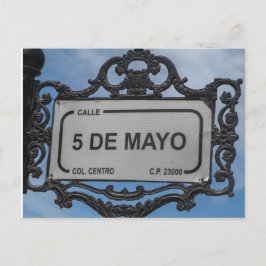 CALLE
5 DE MAYO
COL. CENTRO C.P. 23000